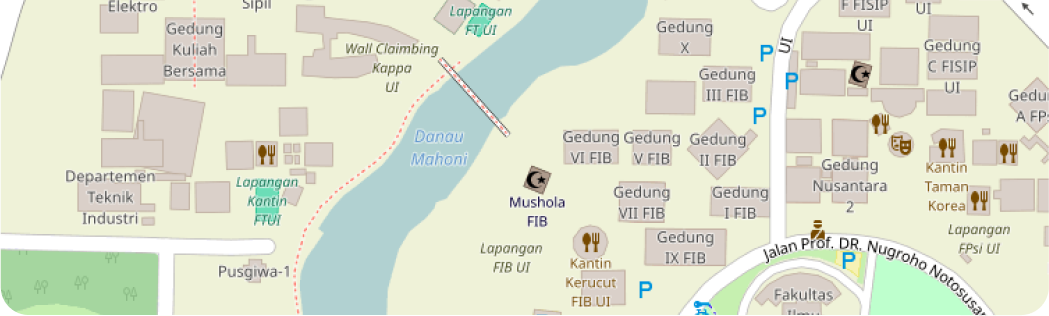 Elektro
Sipil
Lapangan
FT UI
Gedung
Kuliah
Bersama
Wall Claimbing
Kappa
UI
Gedung
X
UI
F FISIP
UI
UI
Gedung
C FISIP
UI
Gedung
III FIB
P
P
P
Danau
Mahoni
Gedung
VI FIB
Gedung
V FIB
Gedung
II FIB
Gedung
Nusantara
2
Kantin
Taman
Korea
Departemen
Teknik
Industri
Lapangan
Kantin
FTUI
Mushola
FIB
Gedung
VII FIB
Gedung
I FIB
Lapangan
FPsi UI
Lapangan
FIB UI
Gedung
IX FIB
Jalan Prof. DR. Nugroho Notosusan
Pusgiwa-1
Kantin
Kerucut
FIB UI
P
P
Fakultas